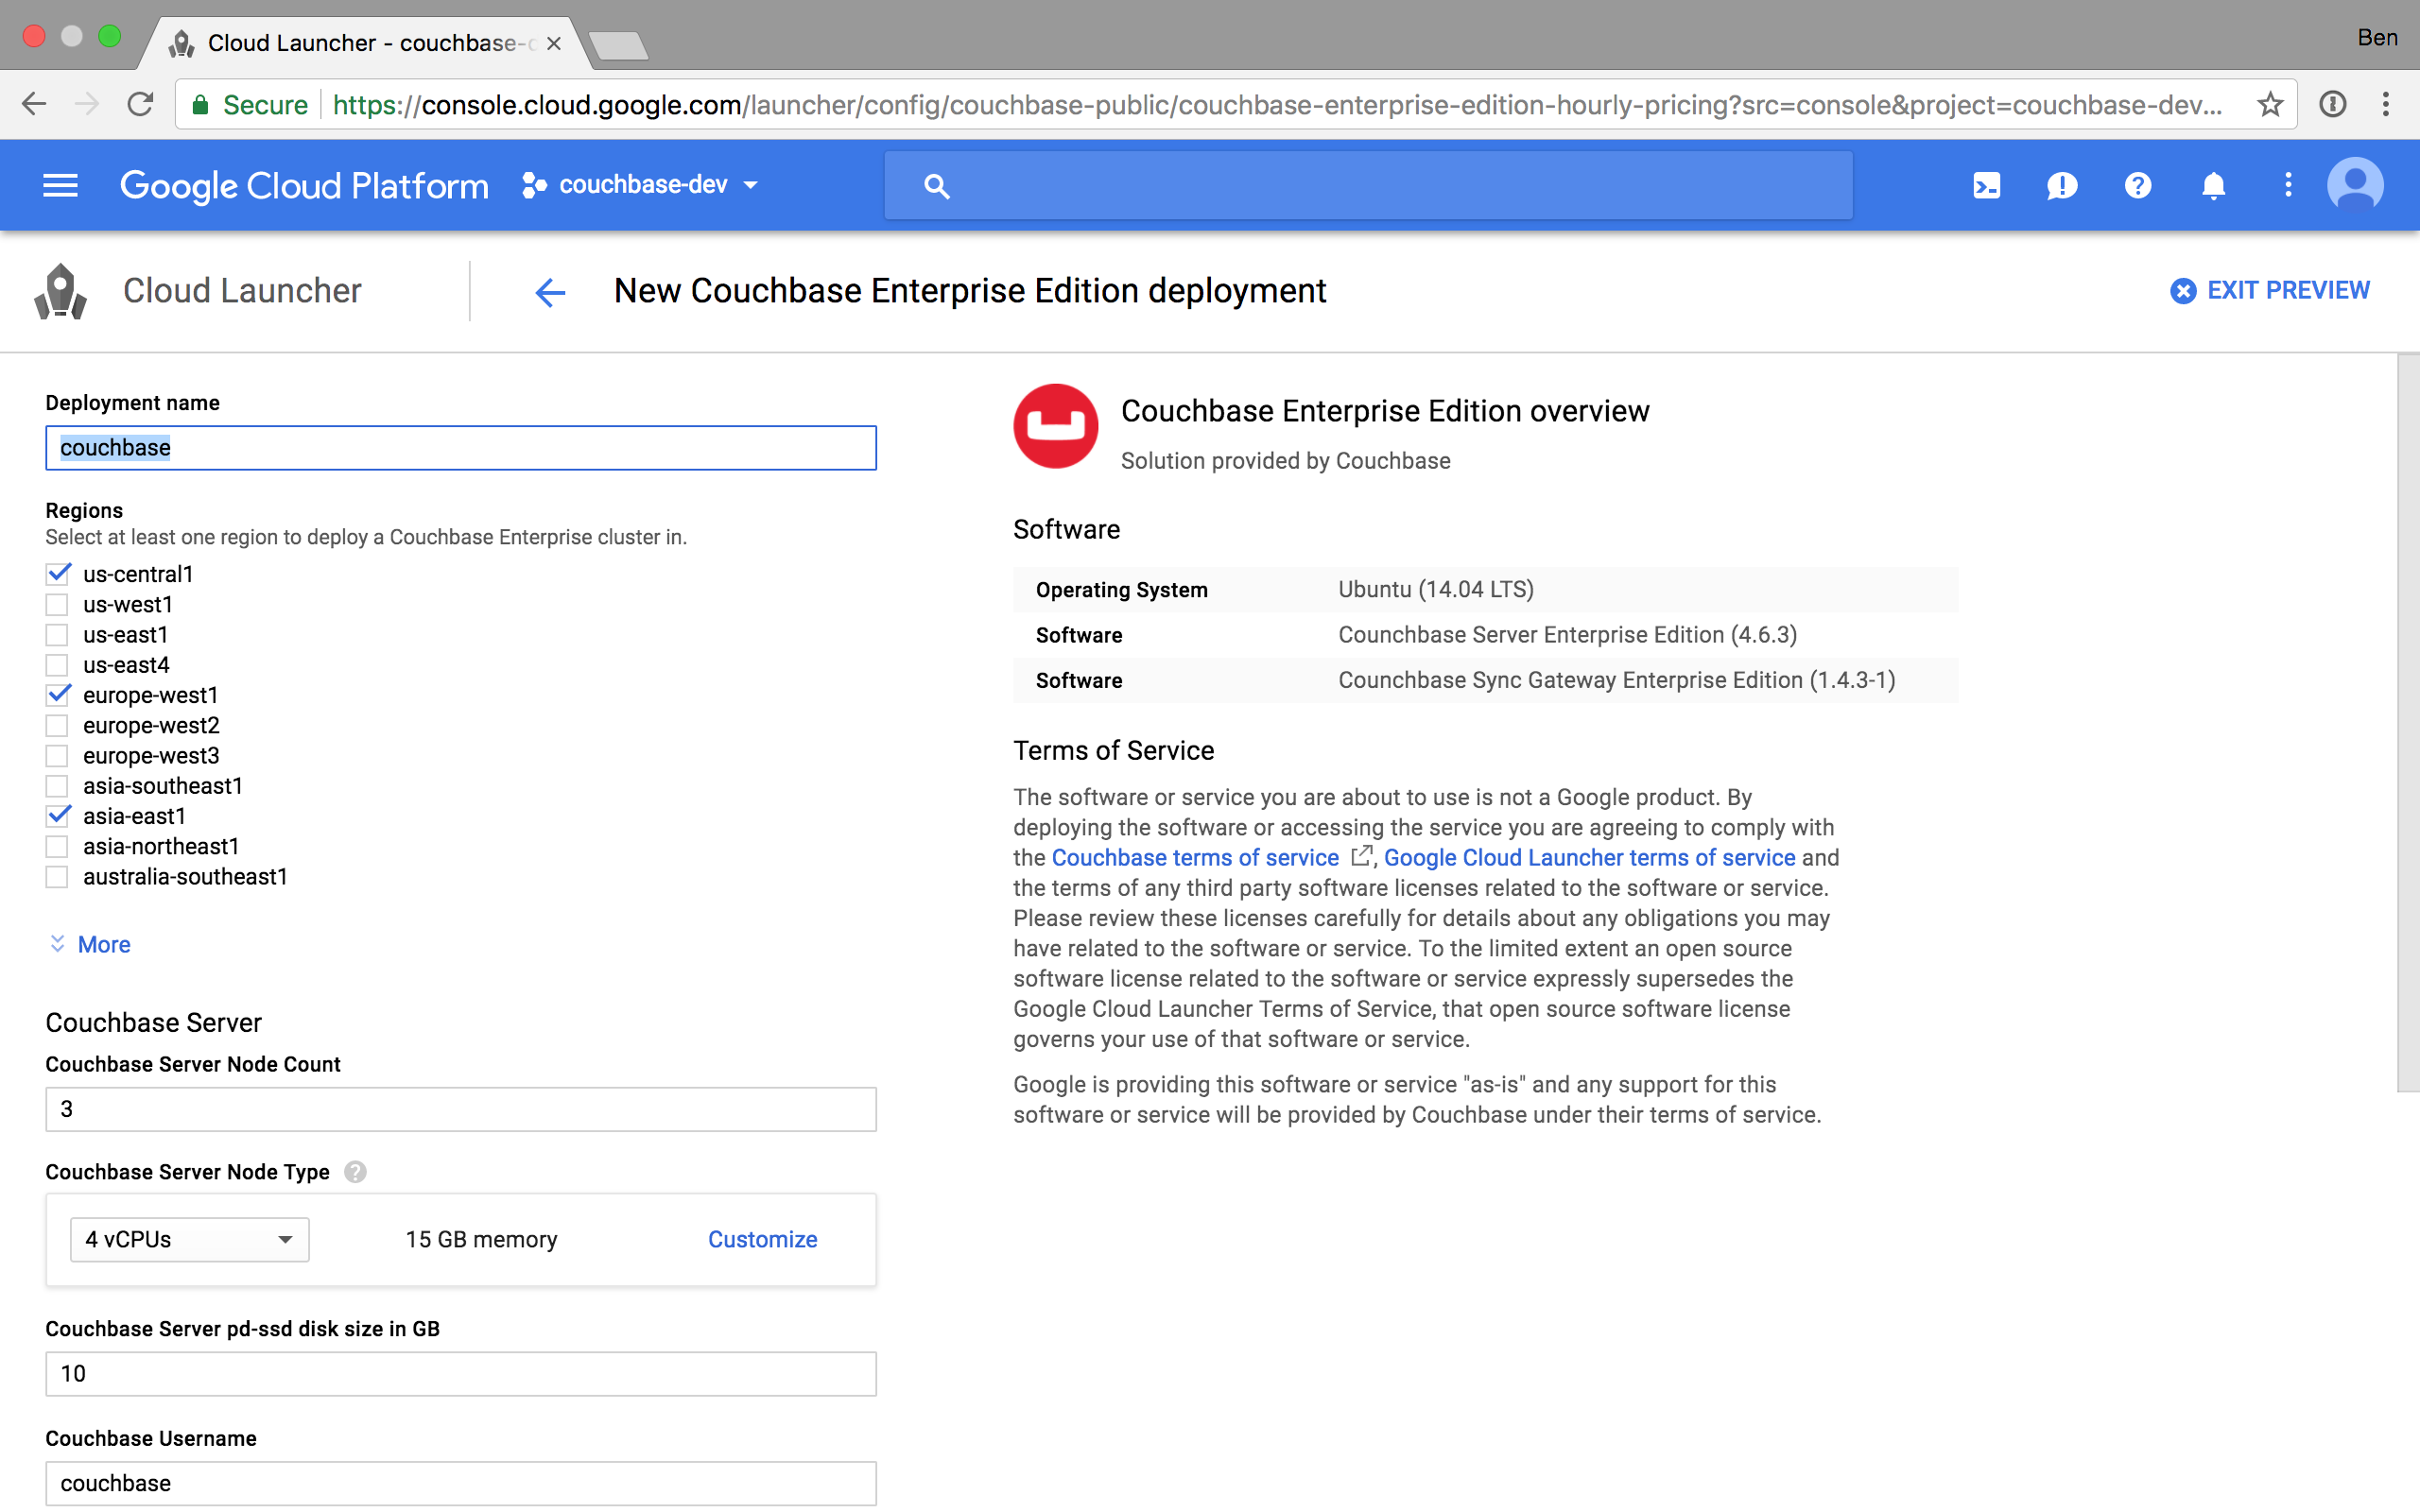 Cloud Launcher - couchbase-
Ben
Secure https://console.cloud.google.com/launcher/config/couchbase-public/couchbase-enterprise-edition-hourly-pricing?src=console&project=couchbase-dev...
Google Cloud Platform couchbase-dev
Cloud Launcher
New Couchbase Enterprise Edition deployment
EXIT PREVIEW
Deployment name
couchbase
Regions
Select at least one region to deploy a Couchbase Enterprise cluster in.
us-central1
us-west1
us-east1
us-east4
europe-west1
europe-west2
europe-west3
asia-southeast1
asia-east1
asia-northeast1
australia-southeast1
More
Couchbase Server
Couchbase Server Node Count
3
Couchbase Server Node Type ?
4 vCPUs 15 GB memory Customize
Couchbase Server pd-ssd disk size in GB
10
Couchbase Username
couchbase
Couchbase Enterprise Edition overview
Solution provided by Couchbase
Software
Operating System Ubuntu (14.04 LTS)
Software Counchbase Server Enterprise Edition (4.6.3)
Software Counchbase Sync Gateway Enterprise Edition (1.4.3-1)
Terms of Service
The software or service you are about to use is not a Google product. By
deploying the software or accessing the service you are agreeing to comply with
the Couchbase terms of service , Google Cloud Launcher terms of service and
the terms of any third party software licenses related to the software or service.
Please review these licenses carefully for details about any obligations you may
have related to the software or service. To the limited extent an open source
software license related to the software or service expressly supersedes the
Google Cloud Launcher Terms of Service, that open source software license
governs your use of that software or service.
Google is providing this software or service "as-is" and any support for this
software or service will be provided by Couchbase under their terms of service.